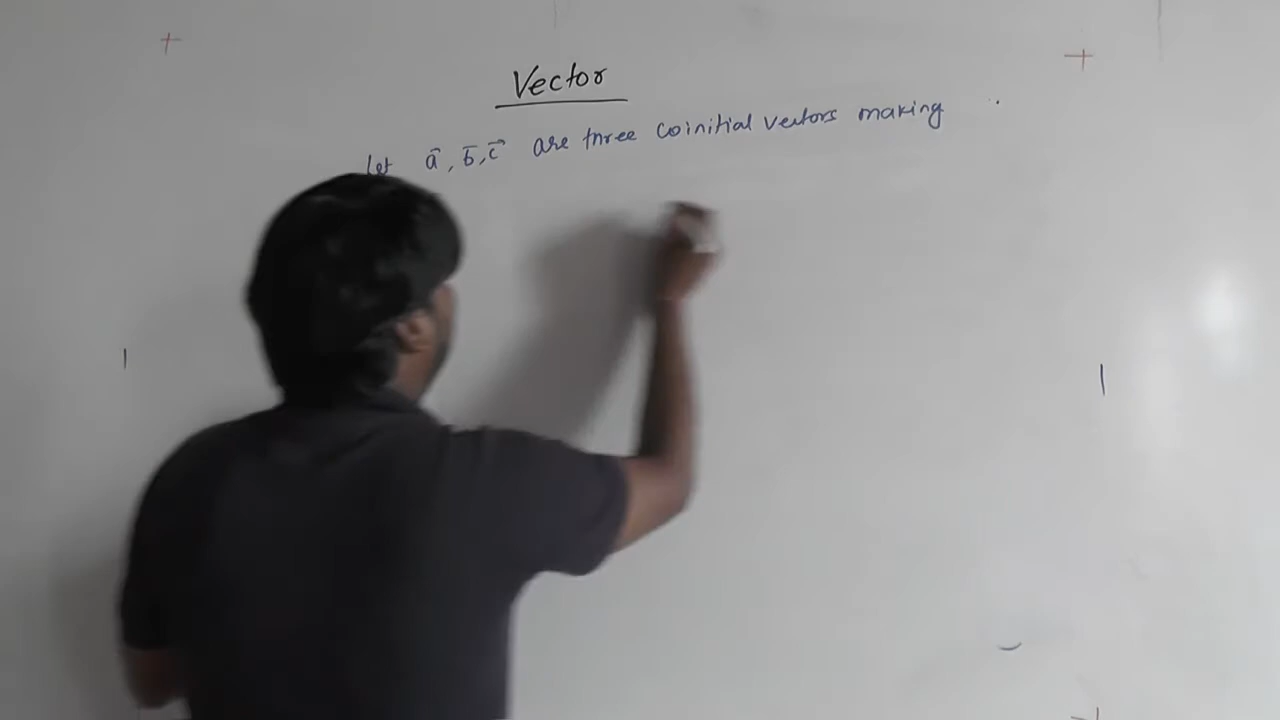 Vector
Let a⃗, b̅, c⃗ are three coinitial vectors making